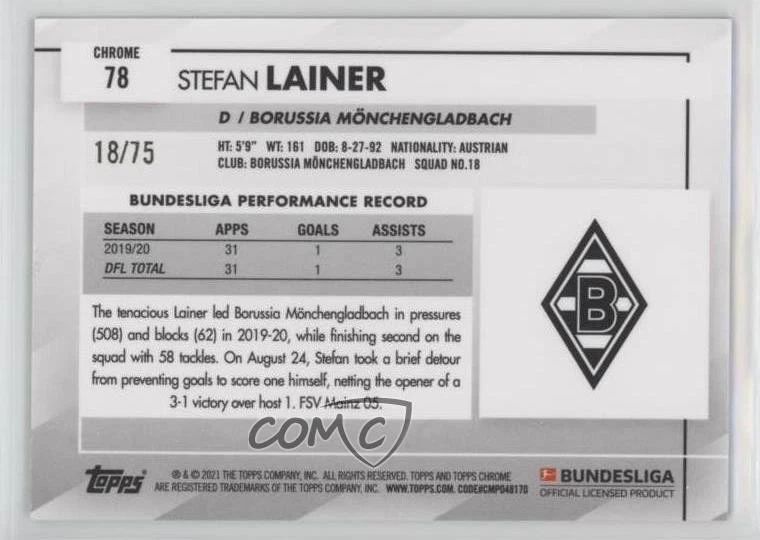 CHROME
78
STEFAN LAINER
D / BORUSSIA MÖNCHENGLADBACH
18/75
HT: 5'9" WT: 161 DOB: 8-27-92 NATIONALITY: AUSTRIAN
CLUB: BORUSSIA MÖNCHENGLADBACH SQUAD NO.18
BUNDESLIGA PERFORMANCE RECORD
SEASON APPS GOALS ASSISTS
2019/20 31 1 3
DFL TOTAL 31 1 3
The tenacious Lainer led Borussia Mönchengladbach in pressures
(508) and blocks (62) in 2019-20, while finishing second on the
squad with 58 tackles. On August 24, Stefan took a brief detour
from preventing goals to score one himself, netting the opener of a
3-1 victory over host 1. FSV Mainz 05.
B
COMC
Topps
® & © 2021 THE TOPPS COMPANY, INC. ALL RIGHTS RESERVED. TOPPS AND TOPPS CHROME
ARE REGISTERED TRADEMARKS OF THE TOPPS COMPANY, INC. WWW.TOPPS.COM. CODE#CMP048170
BUNDESLIGA
OFFICIAL LICENSED PRODUCT